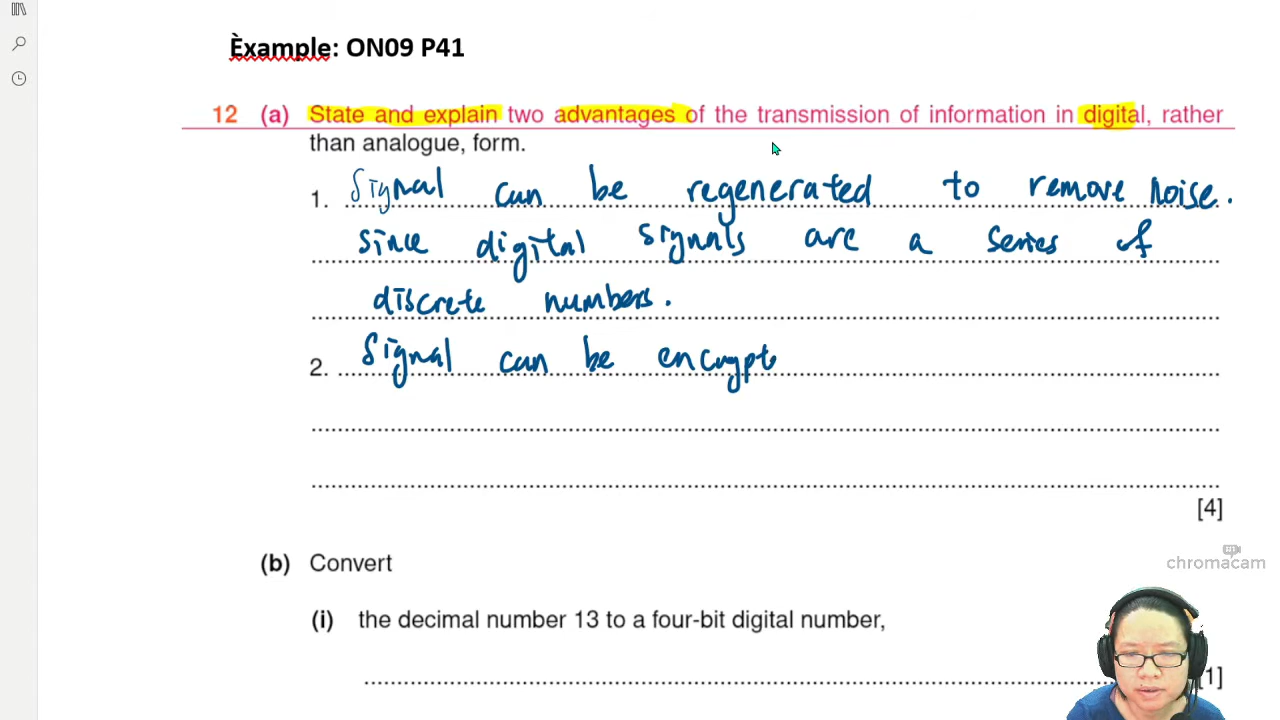 Èxample: ON09 P41
12 (a) State and explain two advantages of the transmission of information in digital, rather
than analogue, form.
1. Signal can be regenerated to remove noise.
since digital signals are a series of
discrete numbers.
2. Signal can be encrypte
[4]
(b) Convert
chromacam
(i) the decimal number 13 to a four-bit digital number,
[1]